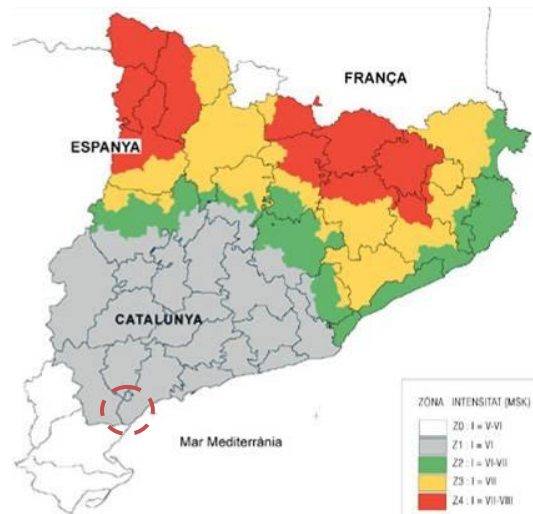 FRANÇA
ESPANYA
CATALUNYA
Mar Mediterrània
ZONA INTENSITAT (MSK)
Z0 : I = V-VI
Z1 : I = VI
Z2 : I = VI-VII
Z3 : I = VII
Z4 : I = VII-VIII